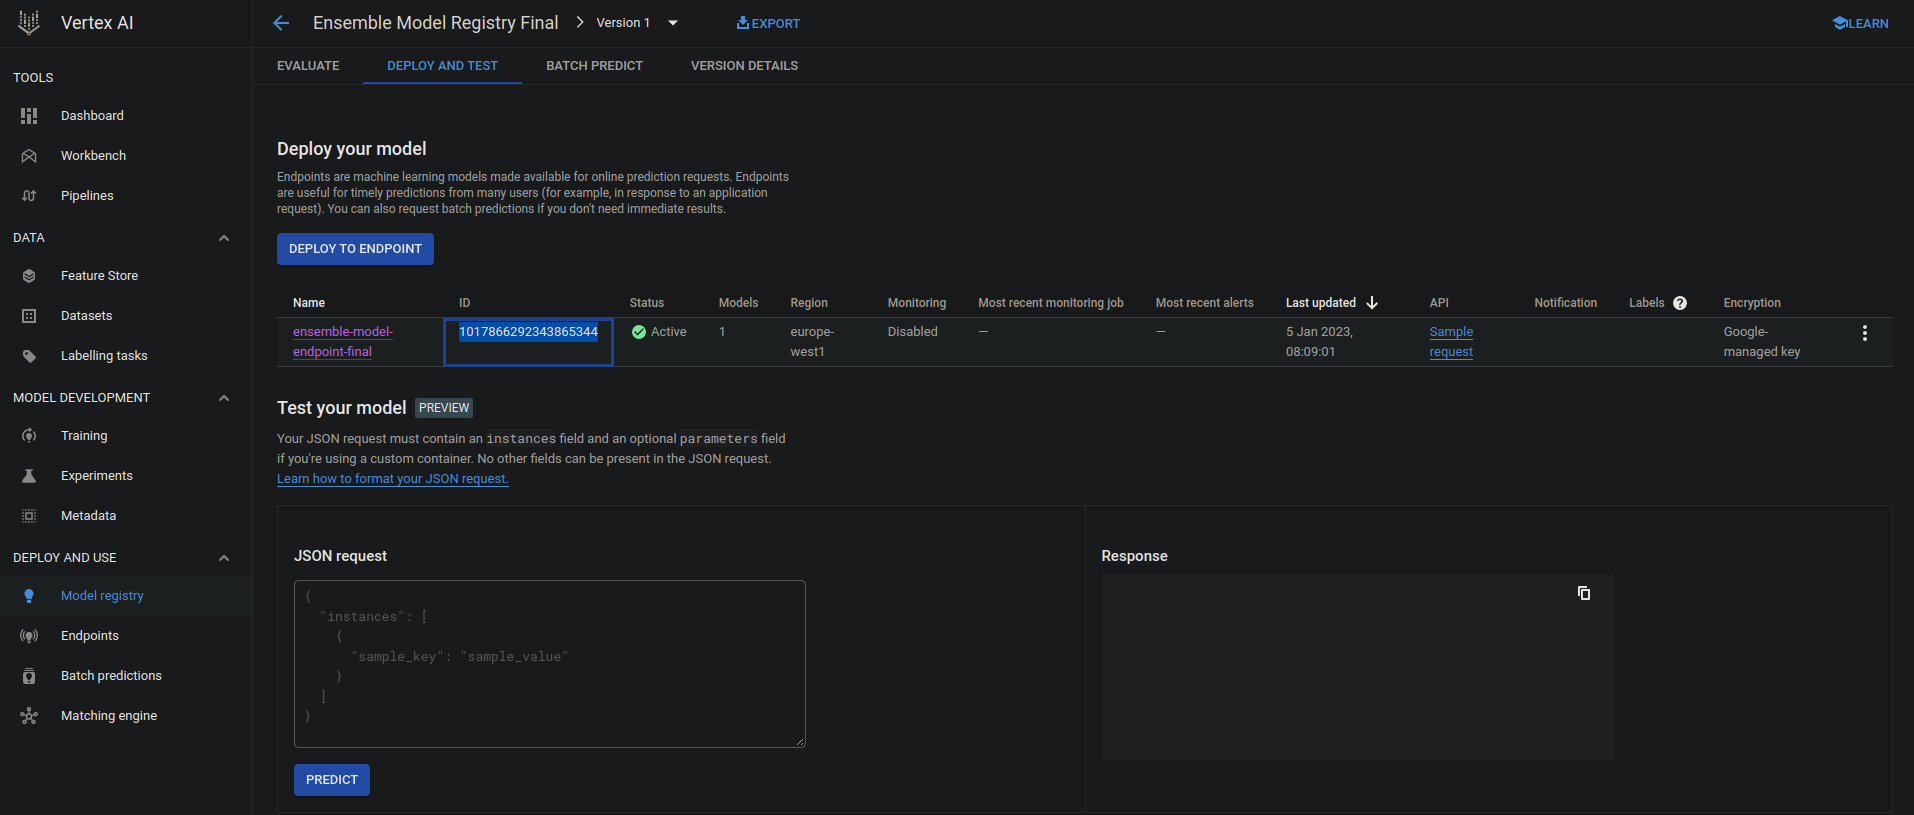 Vertex AI
Ensemble Model Registry Final
Version 1
EXPORT
LEARN
EVALUATE
DEPLOY AND TEST
BATCH PREDICT
VERSION DETAILS
TOOLS
Dashboard
Workbench
Pipelines
DATA
Feature Store
Datasets
Labelling tasks
MODEL DEVELOPMENT
Training
Experiments
Metadata
DEPLOY AND USE
Model registry
Endpoints
Batch predictions
Matching engine
Deploy your model
Endpoints are machine learning models made available for online prediction requests. Endpoints
are useful for timely predictions from many users (for example, in response to an application
request). You can also request batch predictions if you don't need immediate results.
DEPLOY TO ENDPOINT
Name ID Status Models Region Monitoring Most recent monitoring job Most recent alerts Last updated API Notification Labels ? Encryption
ensemble-model- 1017866292343865344 Active 1 europe- Disabled — — 5 Jan 2023, Sample Google-
endpoint-final west1 08:09:01 request managed key
Test your model PREVIEW
Your JSON request must contain an instances field and an optional parameters field
if you're using a custom container. No other fields can be present in the JSON request.
Learn how to format your JSON request.
JSON request
{
"instances": [
{
"sample_key": "sample_value"
}
]
}
PREDICT
Response